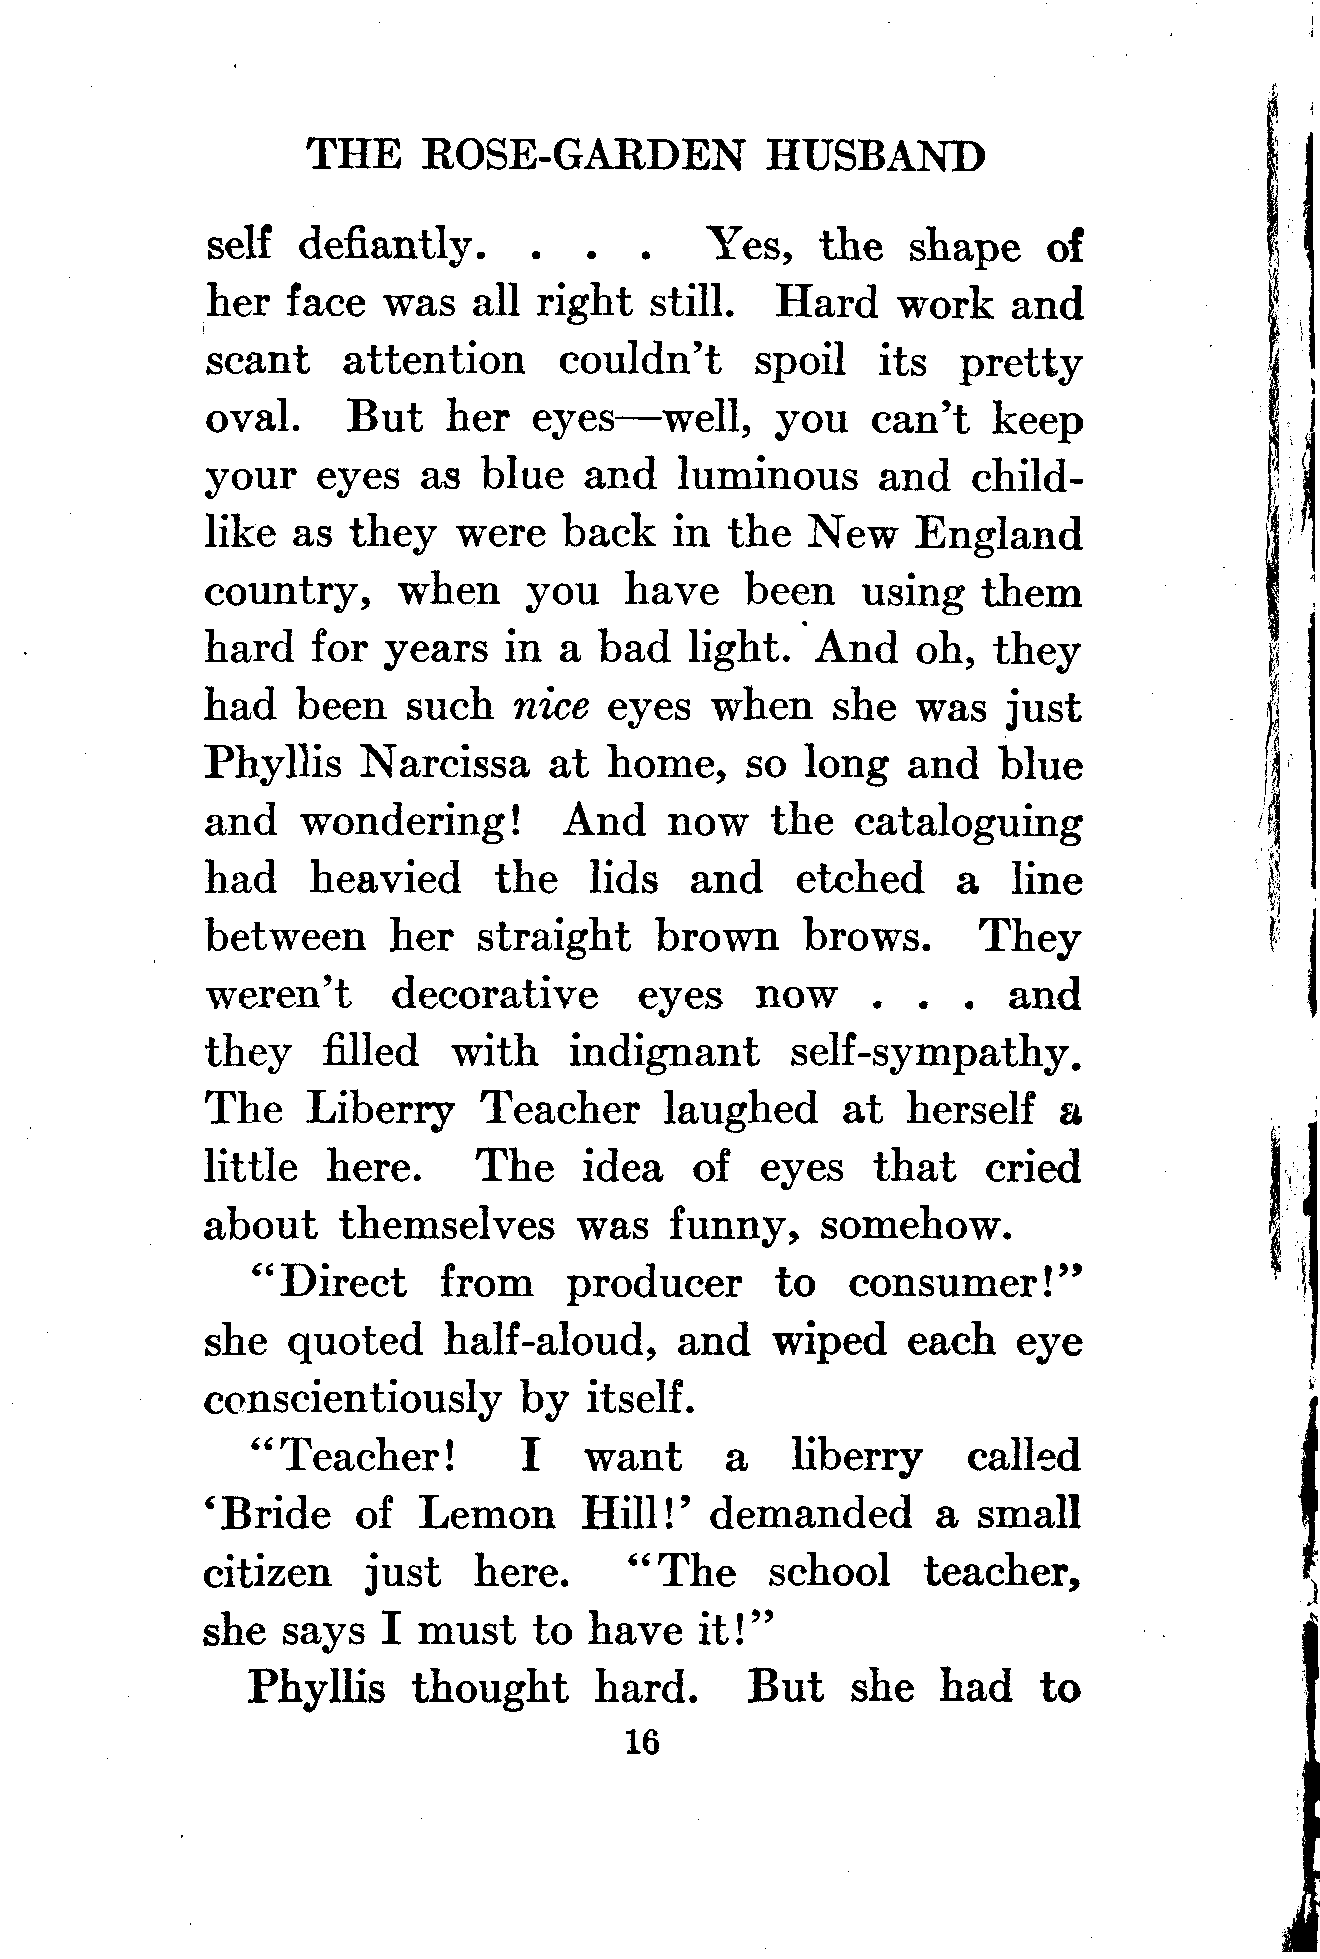 THE ROSE-GARDEN HUSBAND
self defiantly. . . . Yes, the shape of
her face was all right still. Hard work and
scant attention couldn't spoil its pretty
oval. But her eyes—well, you can't keep
your eyes as blue and luminous and child-
like as they were back in the New England
country, when you have been using them
hard for years in a bad light. And oh, they
had been such nice eyes when she was just
Phyllis Narcissa at home, so long and blue
and wondering! And now the cataloguing
had heavied the lids and etched a line
between her straight brown brows. They
weren't decorative eyes now . . . and
they filled with indignant self-sympathy.
The Liberry Teacher laughed at herself a
little here. The idea of eyes that cried
about themselves was funny, somehow.
"Direct from producer to consumer!"
she quoted half-aloud, and wiped each eye
conscientiously by itself.
"Teacher! I want a liberry called
'Bride of Lemon Hill!' demanded a small
citizen just here. "The school teacher,
she says I must to have it!"
Phyllis thought hard. But she had to
16